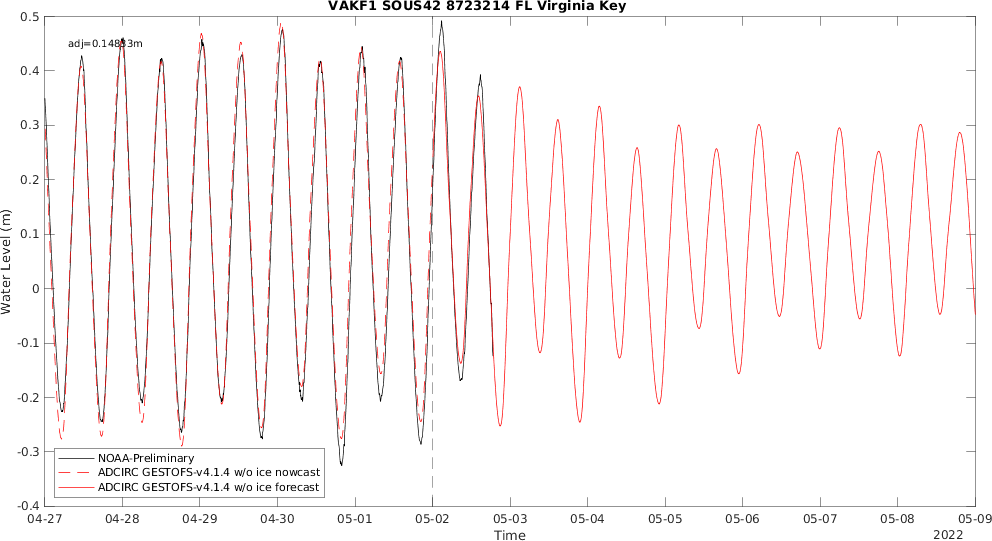 VAKF1 SOUS42 8723214 FL Virginia Key
adj=0.14833m
Water Level (m)
0.5
0.4
0.3
0.2
0.1
0
-0.1
-0.2
-0.3
-0.4
NOAA-Preliminary
ADCIRC GESTOFS-v4.1.4 w/o ice nowcast
ADCIRC GESTOFS-v4.1.4 w/o ice forecast
04-27 04-28 04-29 04-30 05-01 05-02 05-03 05-04 05-05 05-06 05-07 05-08 05-09
Time
2022